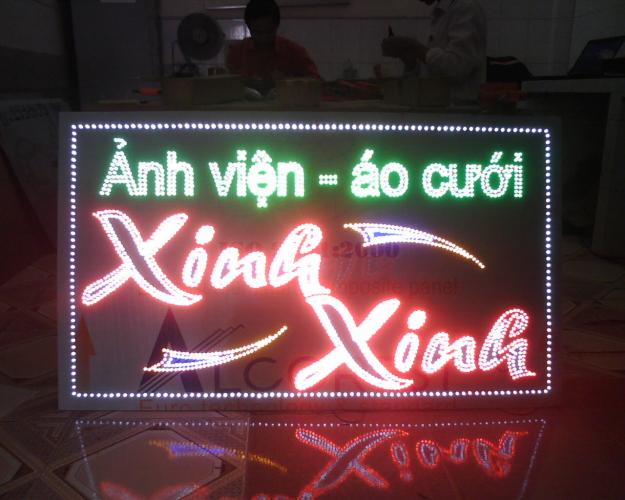 Ảnh viện - áo cưới
Xinh
Xinh